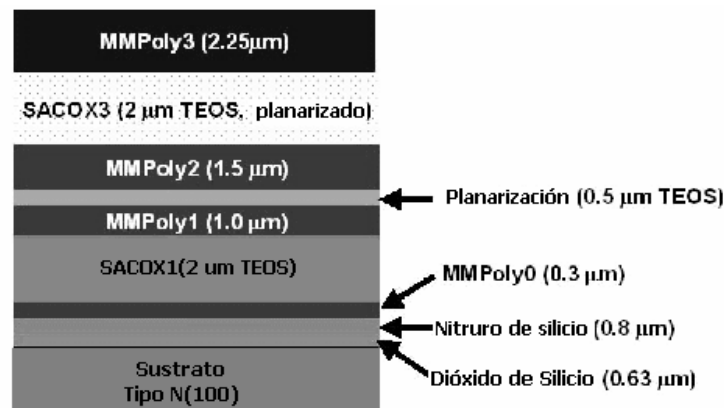 MMPoly3 (2.25µm)
SACOX3 (2 µm TEOS, planarizado)
MMPoly2 (1.5 µm)
Planarización (0.5 µm TEOS)
MMPoly1 (1.0 µm)
SACOX1(2 um TEOS)
MMPoly0 (0.3 µm)
Nitruro de silicio (0.8 µm)
Dióxido de Silicio (0.63 µm)
Sustrato
Tipo N(100)